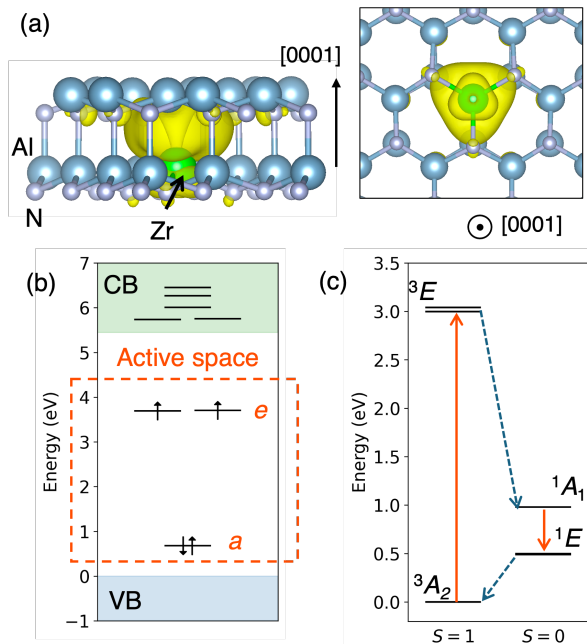 (a)
[0001]
Al
N
Zr
[0001]
(b)
7
6
5
4
3
2
1
0
−1
Energy (eV)
CB
Active space
e
a
VB
(c)
3.5
3.0
2.5
2.0
1.5
1.0
0.5
0.0
Energy (eV)
³E
¹A₁
¹E
³A₂
S = 1
S = 0